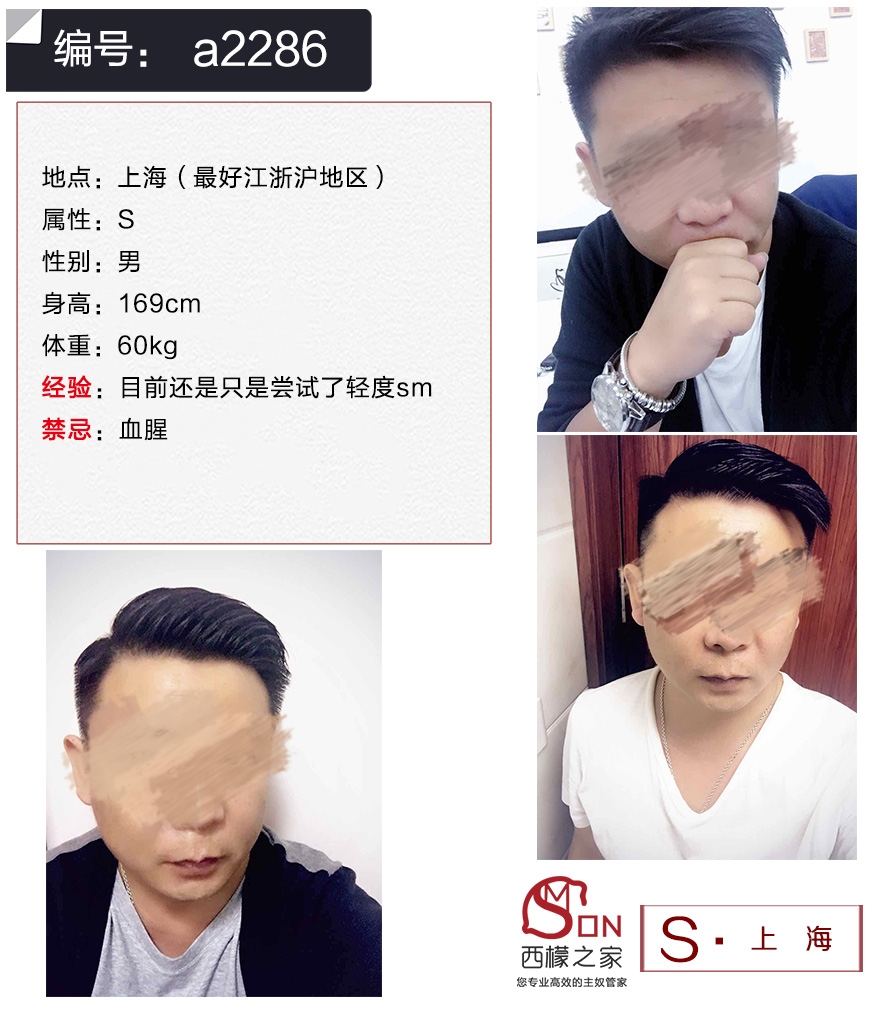 编号： a2286
地点：上海（最好江浙沪地区）
属性：S
性别：男
身高：169cm
体重：60kg
经验：目前还是只是尝试了轻度sm
禁忌：血腥
SMON
西檬之家
您专业高效的主奴管家
S·上海